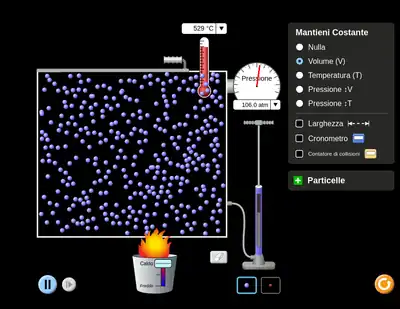 529 °C
Pressione
106.0 atm
Mantieni Costante
Nulla
Volume (V)
Temperatura (T)
Pressione ↕V
Pressione ↕T
Larghezza
Cronometro
Contatore di collisioni
Particelle
Caldo
Freddo